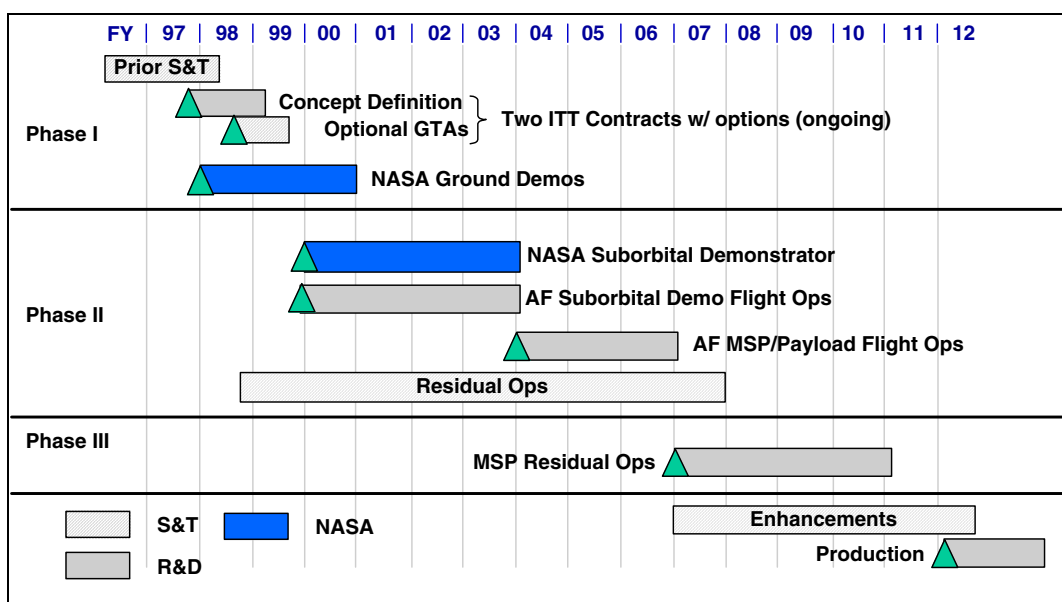 FY | 97 | 98 | 99 | 00 | 01 | 02 | 03 | 04 | 05 | 06 | 07 | 08 | 09 | 10 | 11 | 12
Prior S&T
Concept Definition
Optional GTAs
Two ITT Contracts w/ options (ongoing)
Phase I
NASA Ground Demos
NASA Suborbital Demonstrator
AF Suborbital Demo Flight Ops
Phase II
AF MSP/Payload Flight Ops
Residual Ops
Phase III
MSP Residual Ops
S&T
NASA
Enhancements
R&D
Production